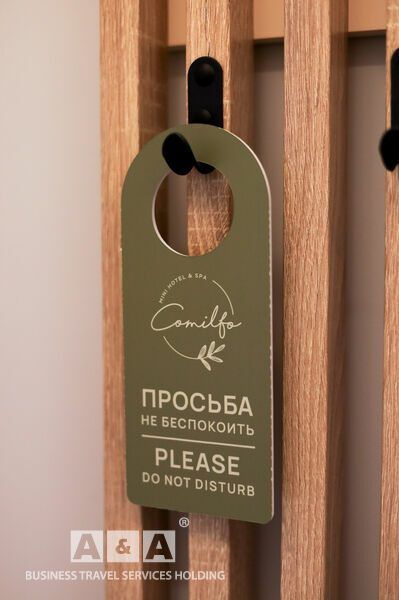 MINI HOTEL & SPA
Comilfo
ПРОСЬБА
НЕ БЕСПОКОИТЬ
PLEASE
DO NOT DISTURB
A&A®
BUSINESS TRAVEL SERVICES HOLDING